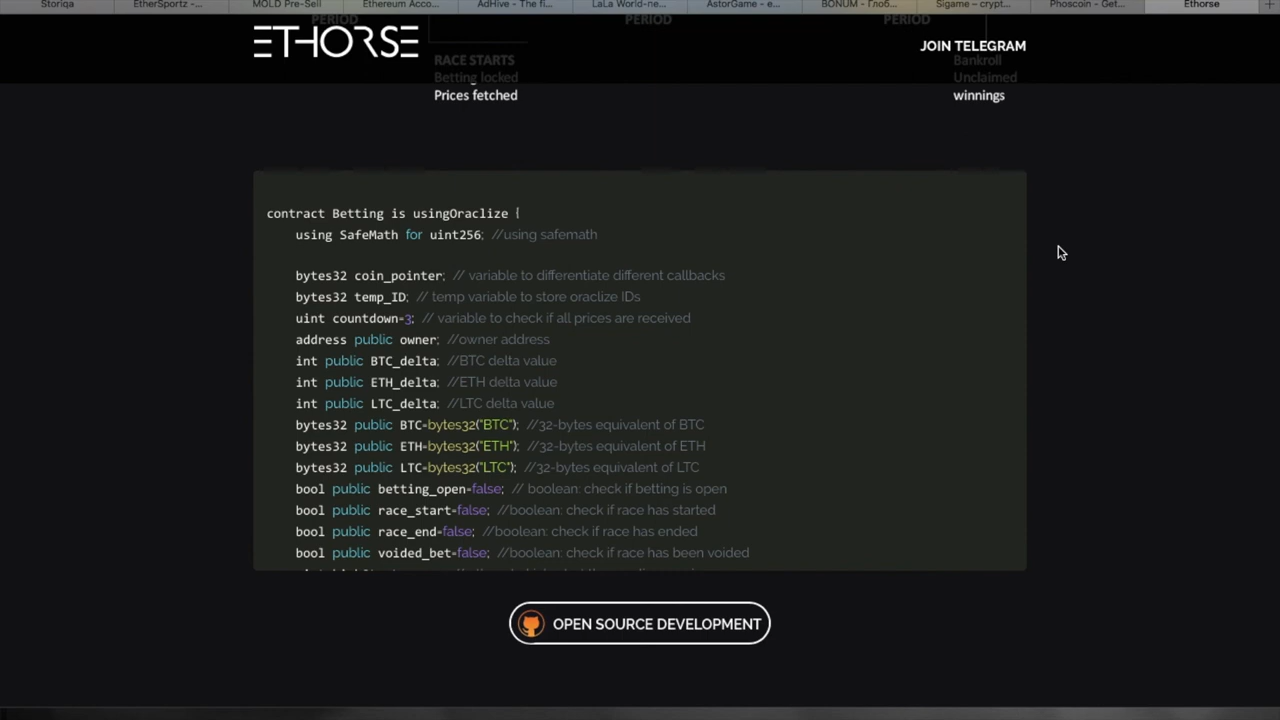 Storiqa
EtherSportz -...
MOLD Pre-Sell
Ethereum Acco...
AdHive - The fi...
LaLa World-ne...
AstorGame - e...
BONUM — Глоб...
Sigame – crypt...
Phoscoin - Get...
Ethorse
PERIOD
PERIOD
PERIOD
ETHORSE
JOIN TELEGRAM
RACE STARTS
Betting locked
Prices fetched
Bankroll
Unclaimed
winnings
contract Betting is usingOraclize {
using SafeMath for uint256; //using safemath
bytes32 coin_pointer; // variable to differentiate different callbacks
bytes32 temp_ID; // temp variable to store oraclize IDs
uint countdown=3; // variable to check if all prices are received
address public owner; //owner address
int public BTC_delta; //BTC delta value
int public ETH_delta; //ETH delta value
int public LTC_delta; //LTC delta value
bytes32 public BTC=bytes32("BTC"); //32-bytes equivalent of BTC
bytes32 public ETH=bytes32("ETH"); //32-bytes equivalent of ETH
bytes32 public LTC=bytes32("LTC"); //32-bytes equivalent of LTC
bool public betting_open=false; // boolean: check if betting is open
bool public race_start=false; //boolean: check if race has started
bool public race_end=false; //boolean: check if race has ended
bool public voided_bet=false; //boolean: check if race has been voided
OPEN SOURCE DEVELOPMENT